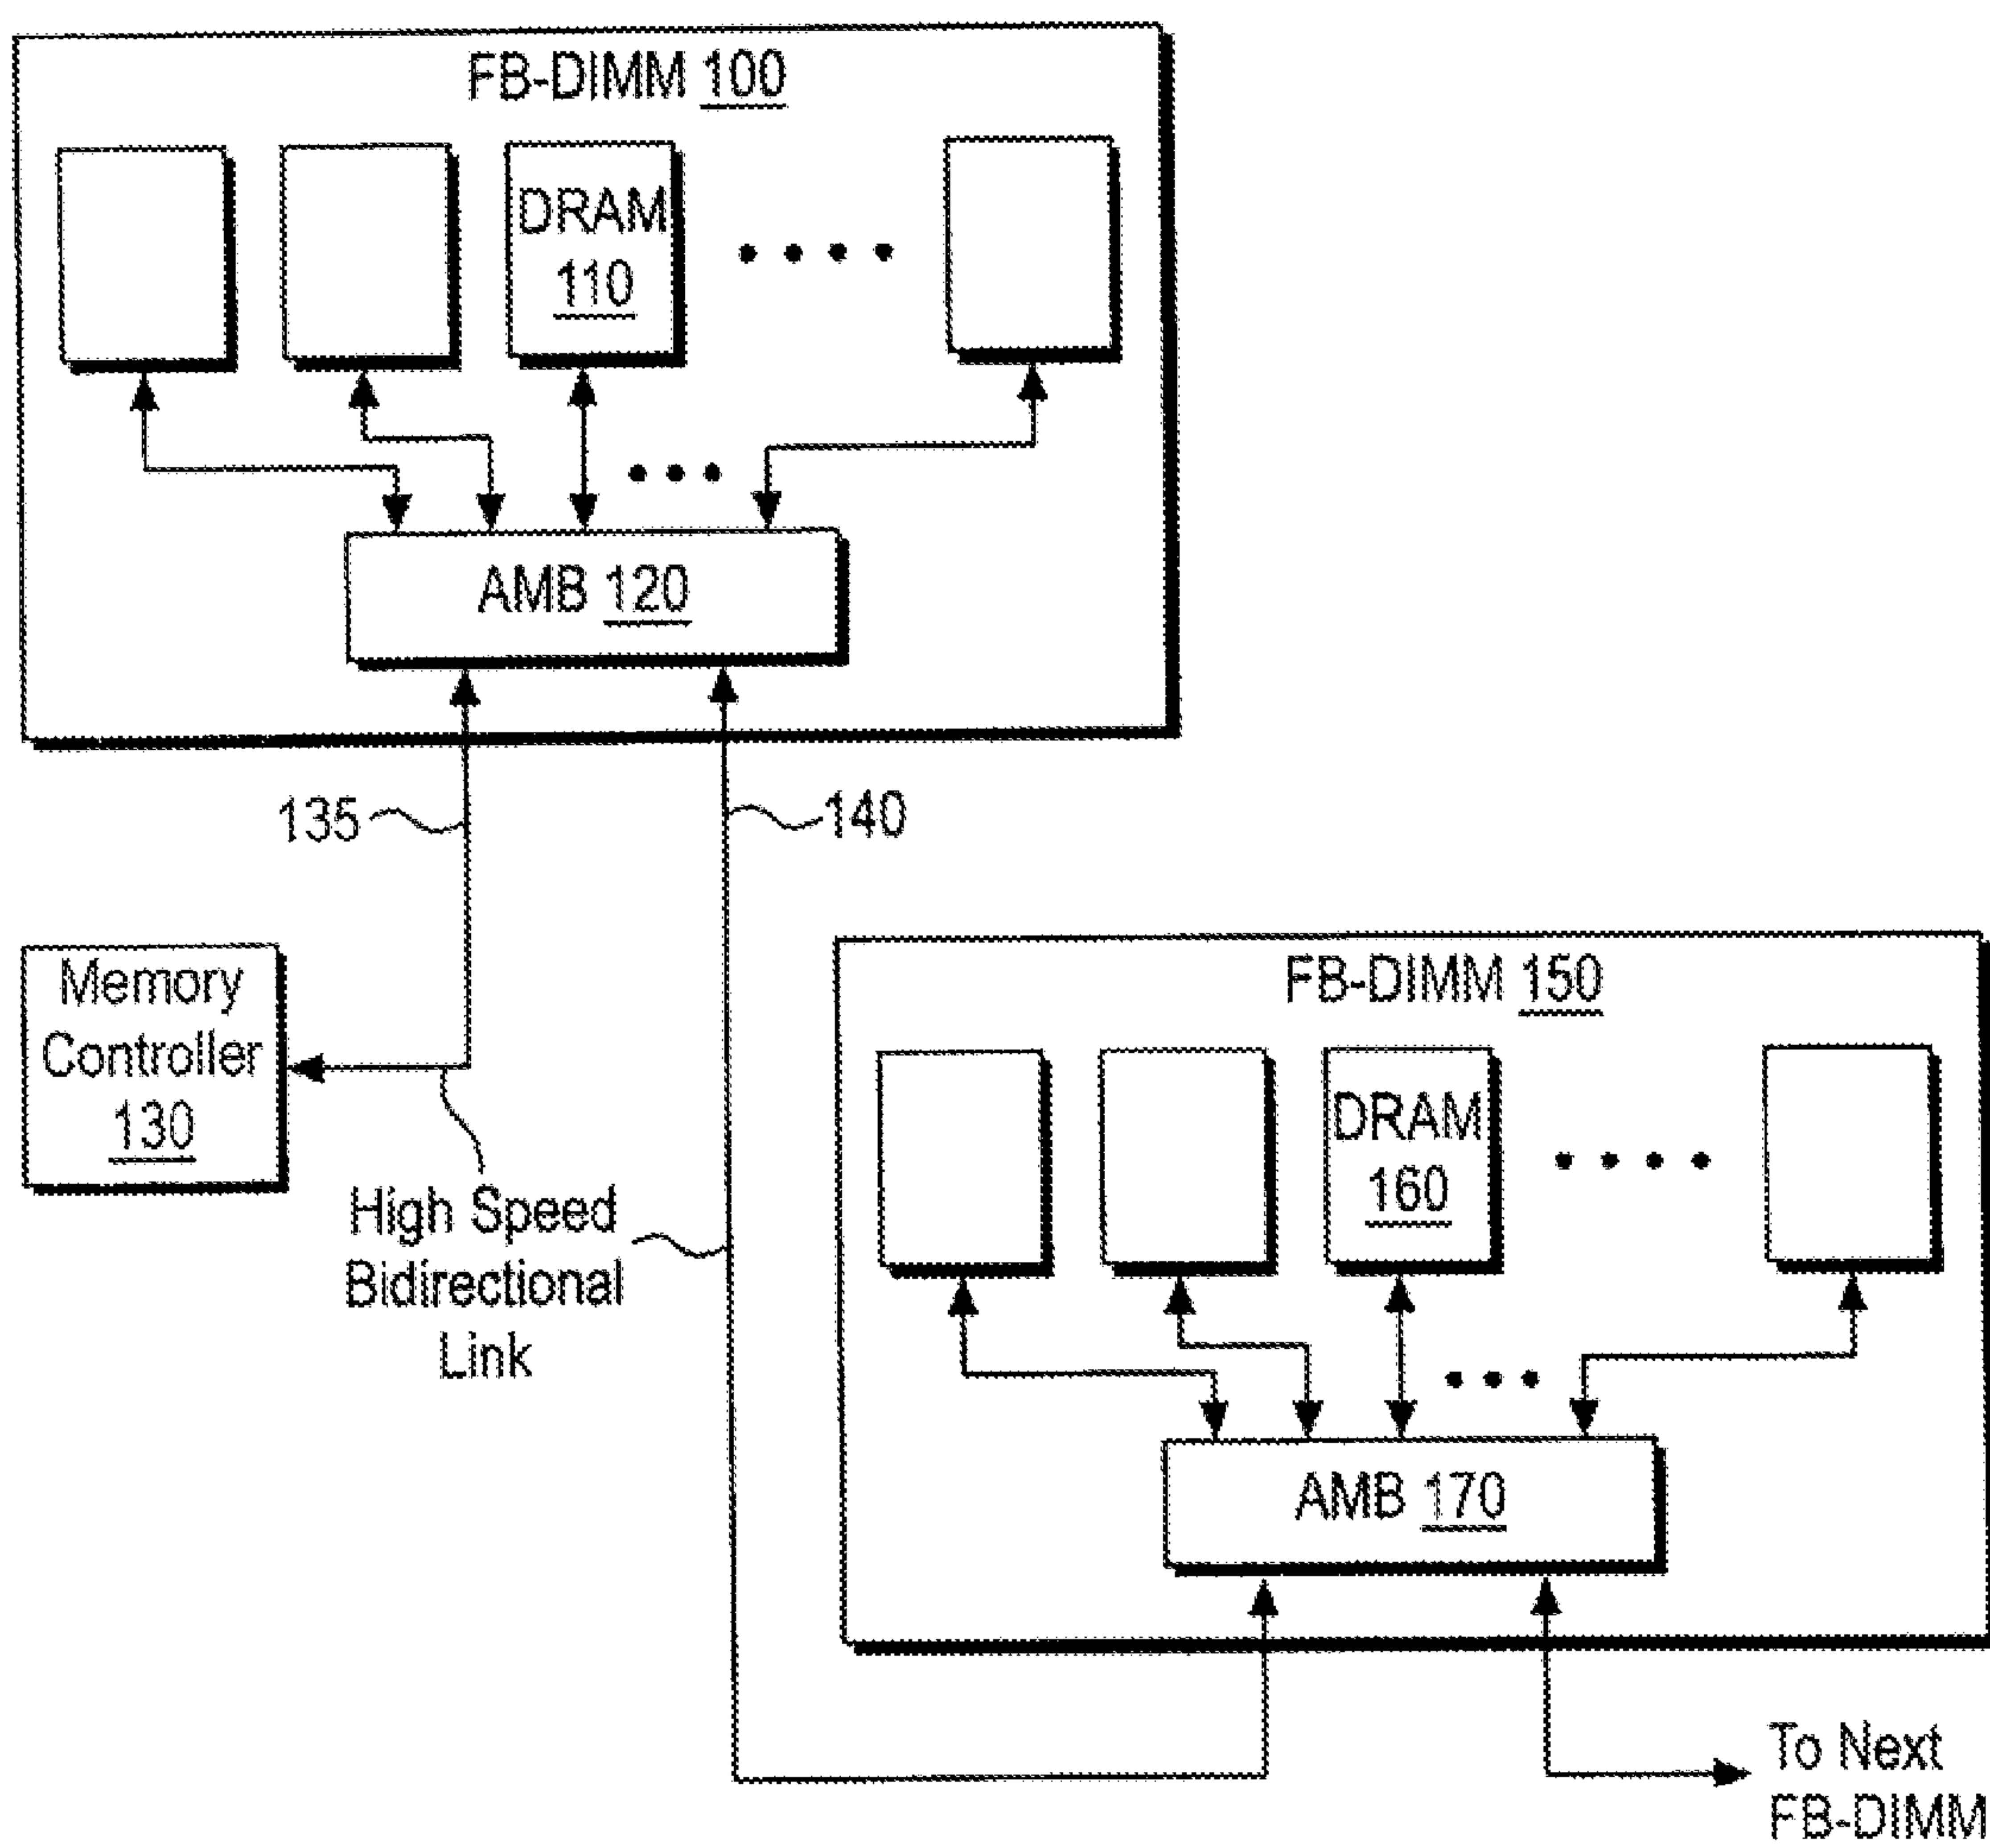 FB-DIMM 100
DRAM
110
AMB 120
135
140
Memory
Controller
130
High Speed
Bidirectional
Link
FB-DIMM 150
DRAM
160
AMB 170
To Next
FB-DIMM